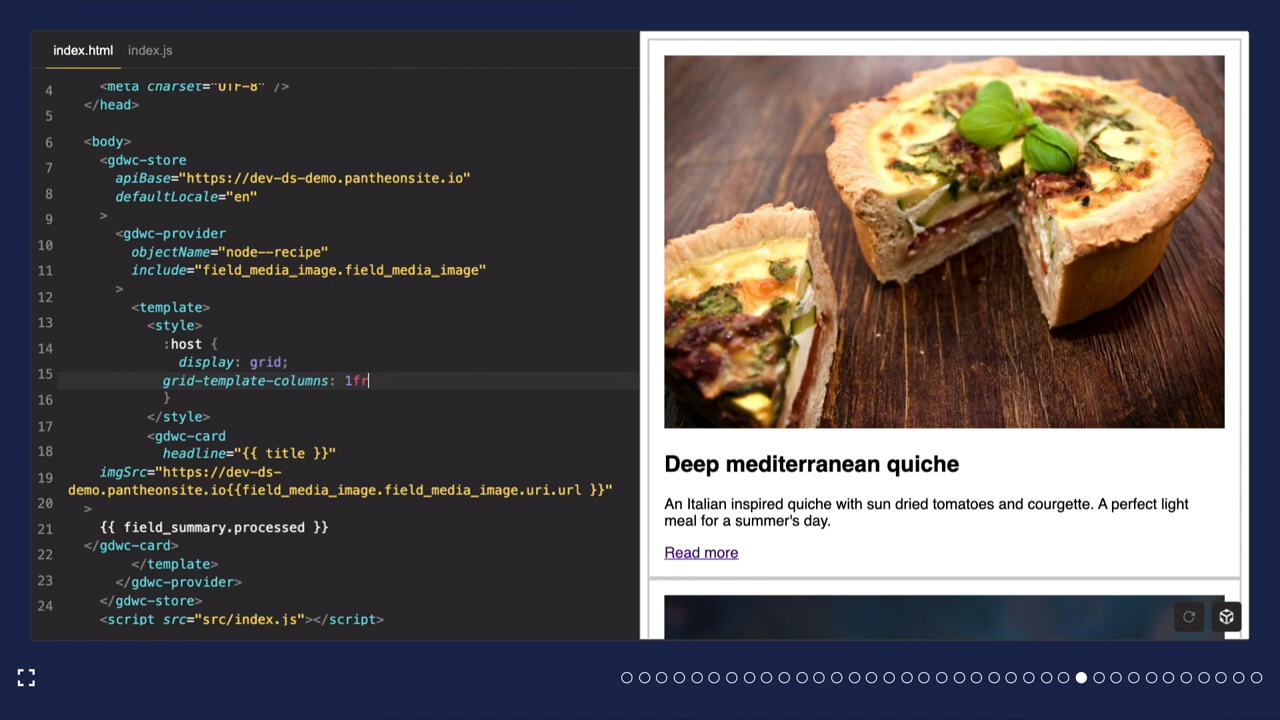 index.html index.js
4 <meta charset="UTF-8" />
</head>
5
6 <body>
7 <gdwc-store
apiBase="https://dev-ds-demo.pantheonsite.io"
8 defaultLocale="en"
9 >
10 <gdwc-provider
objectName="node--recipe"
11 include="field_media_image.field_media_image"
12 >
<template>
13 <style>
14 :host {
display: grid;
15 grid-template-columns: 1fr
16 }
17 </style>
<gdwc-card
18 headline="{{ title }}"
19 imgSrc="https://dev-ds-
demo.pantheonsite.io{{field_media_image.field_media_image.uri.url }}"
20 >
21 {{ field_summary.processed }}
</gdwc-card>
22 </template>
23 </gdwc-provider>
24 </gdwc-store>
<script src="src/index.js"></script>
Deep mediterranean quiche
An Italian inspired quiche with sun dried tomatoes and courgette. A perfect light
meal for a summer's day.
Read more